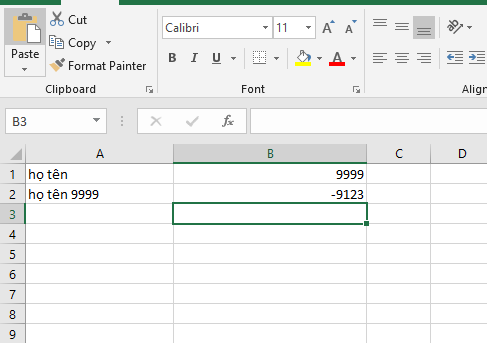 Cut
Copy
Format Painter
Paste
Clipboard
Calibri 11 A A
B I U A
Font
ab
Align
B3 fx
A B C D
1 họ tên 9999
2 họ tên 9999 -9123
3
4
5
6
7
8
9